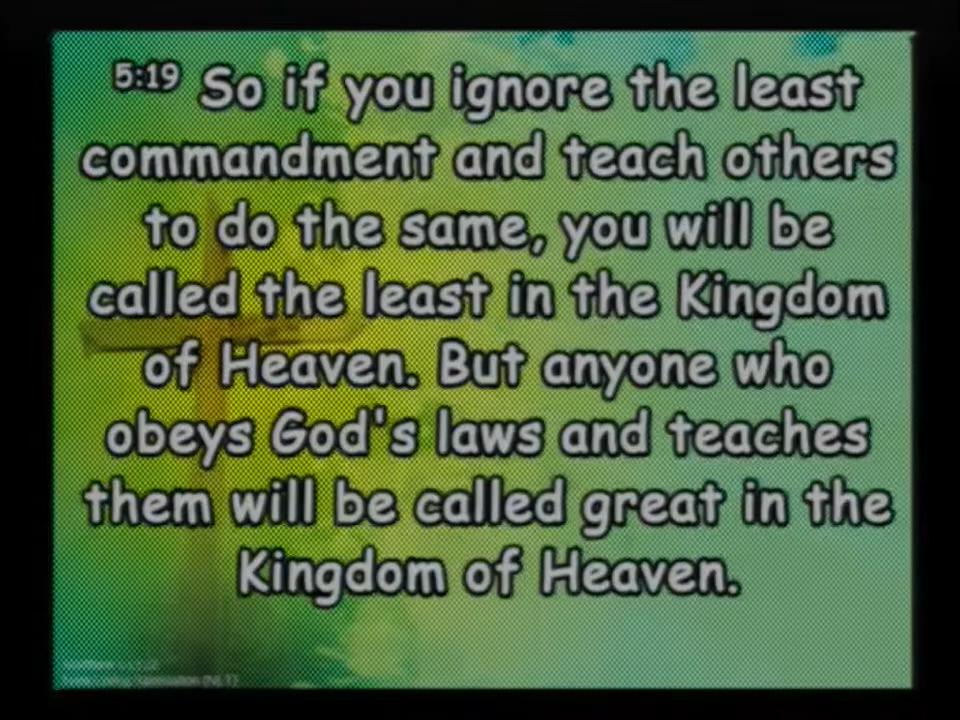 5:19 So if you ignore the least
commandment and teach others
to do the same, you will be
called the least in the Kingdom
of Heaven. But anyone who
obeys God's laws and teaches
them will be called great in the
Kingdom of Heaven.
Translation (NLT)